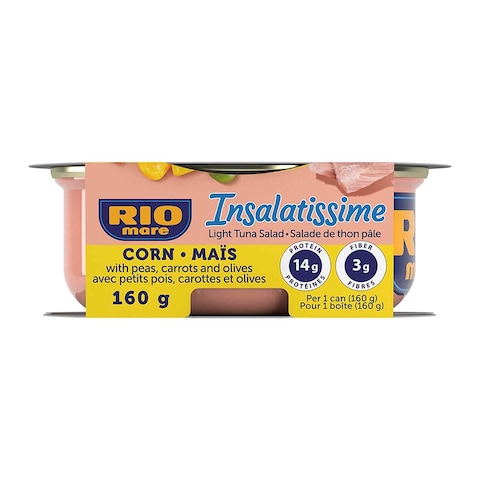 RIO
mare
Insalatissime
Light Tuna Salad • Salade de thon pâle
CORN • MAÏS
with peas, carrots and olives
avec petits pois, carottes et olives
160 g
PROTEIN
14g
PROTÉINES
FIBER
3g
FIBRES
Per 1 can (160 g)
Pour 1 boîte (160 g)
RIO
mare